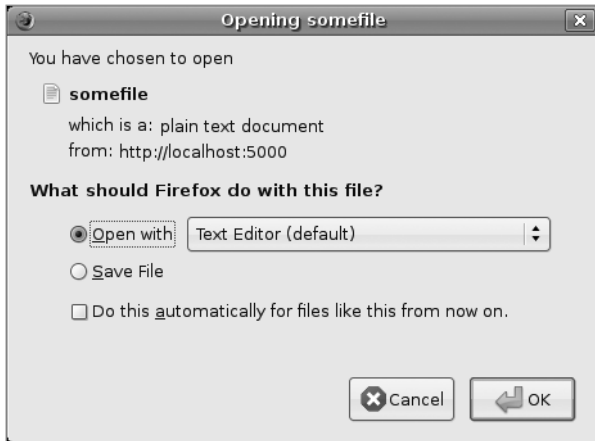 Opening somefile
You have chosen to open
somefile
which is a: plain text document
from: http://localhost:5000
What should Firefox do with this file?
Open with Text Editor (default)
Save File
Do this automatically for files like this from now on.
Cancel OK